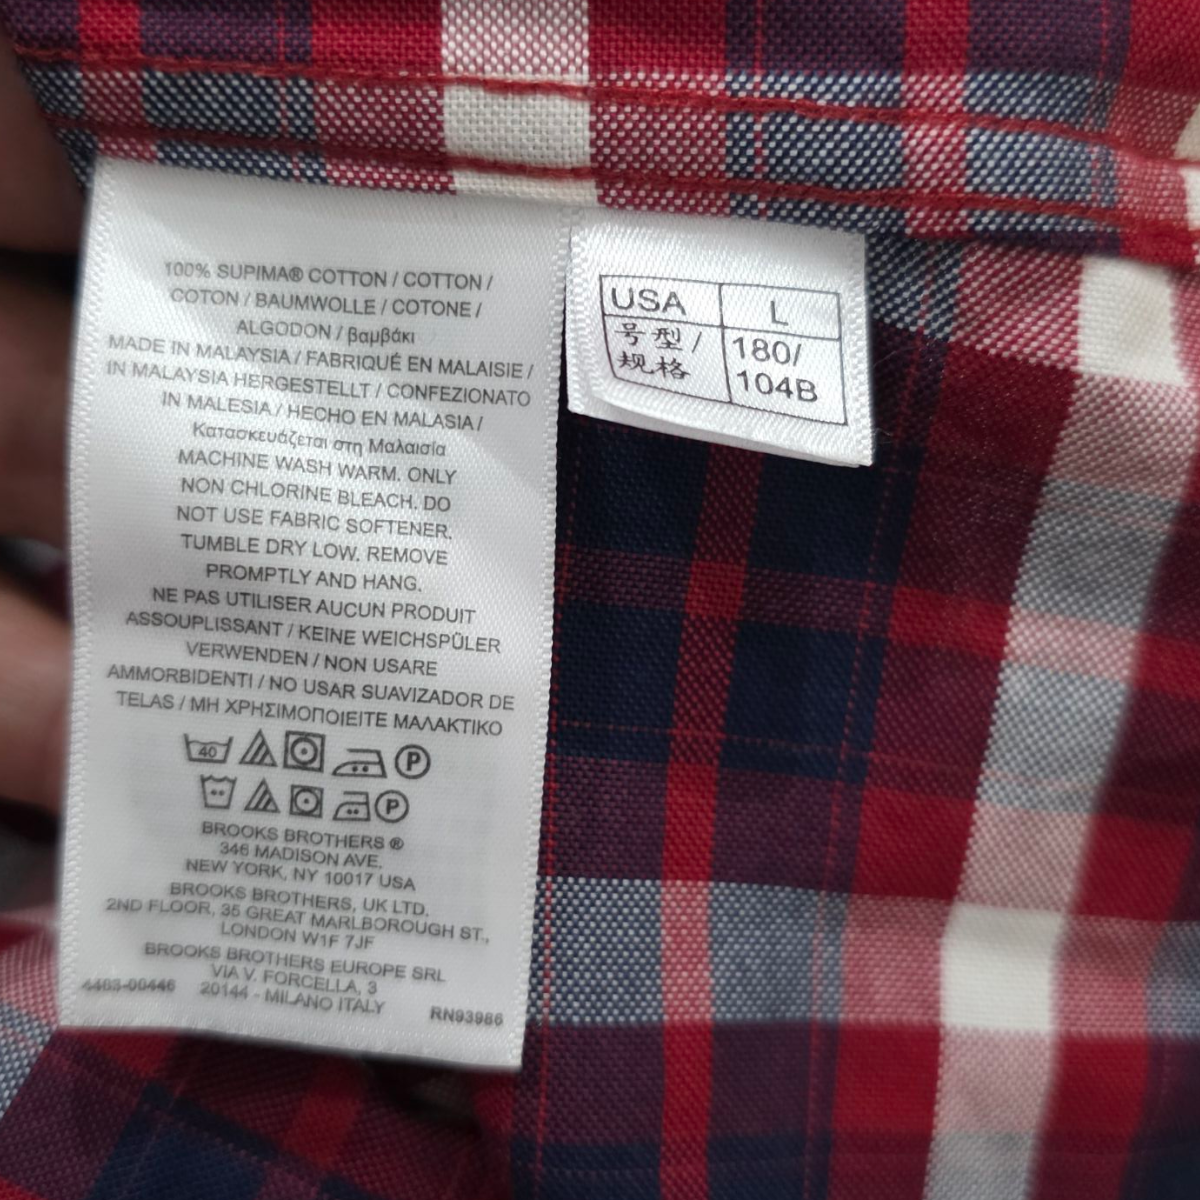 100% SUPIMA® COTTON / COTTON /
COTON / BAUMWOLLE / COTONE /
ALGODON / βαμβάκι
MADE IN MALAYSIA / FABRIQUÉ EN MALAISIE /
IN MALAYSIA HERGESTELLT / CONFEZIONATO
IN MALESIA / HECHO EN MALASIA /
Κατασκευάζεται στη Μαλαισία
MACHINE WASH WARM. ONLY
NON CHLORINE BLEACH. DO
NOT USE FABRIC SOFTENER.
TUMBLE DRY LOW. REMOVE
PROMPTLY AND HANG.
NE PAS UTILISER AUCUN PRODUIT
ASSOUPLISSANT / KEINE WEICHSPÜLER
VERWENDEN / NON USARE
AMMORBIDENTI / NO USAR SUAVIZADOR DE
TELAS / ΜΗ ΧΡΗΣΙΜΟΠΟΙΕΙΤΕ ΜΑΛΑΚΤΙΚΟ
40 P
P
BROOKS BROTHERS ®
346 MADISON AVE.
NEW YORK, NY 10017 USA
BROOKS BROTHERS, UK LTD.
2ND FLOOR, 35 GREAT MARLBOROUGH ST.,
LONDON W1F 7JF
BROOKS BROTHERS EUROPE SRL
VIA V. FORCELLA, 3
4463-00446 20144 - MILANO ITALY RN93986
USA L
号型/ 180/
规格 104B